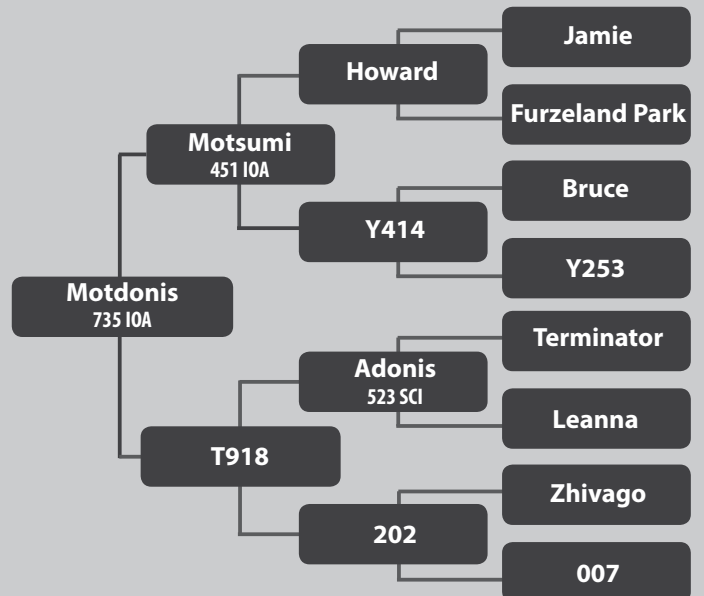 Jamie
Howard
Furzeland Park
Motsumi
451 IOA
Bruce
Y414
Y253
Motdonis
735 IOA
Terminator
Adonis
523 SCI
Leanna
T918
Zhivago
202
007